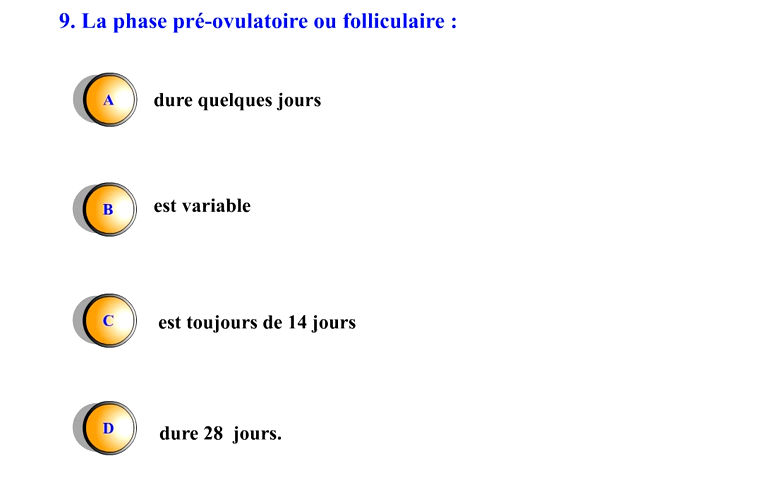 9. La phase pré-ovulatoire ou folliculaire :
A dure quelques jours
B est variable
C est toujours de 14 jours
D dure 28 jours.